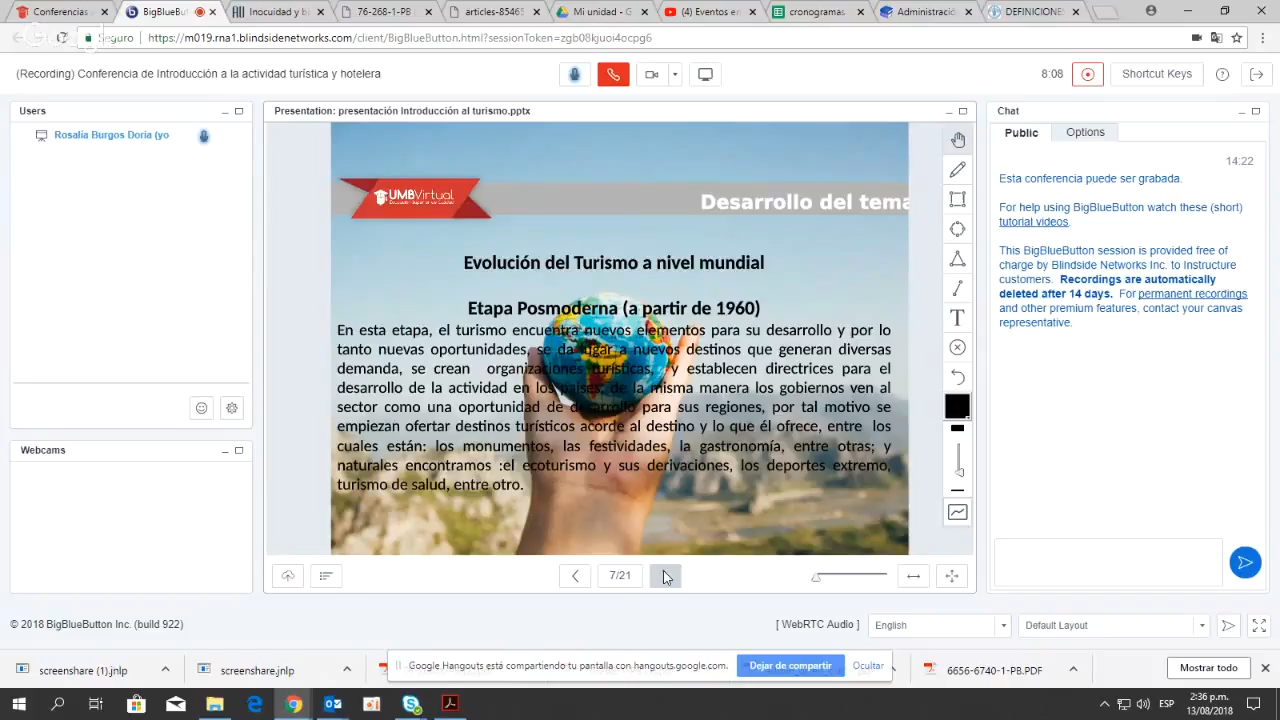 Conferencias
BigBlueBut
Inocuidad y bi
76-268-1-PB
articles-85465
Mi unidad - G
(4) Eventos en
cronogramas
Administració
DEFINICIONE
https://m019.rna1.blindsidenetworks.com/client/BigBlueButton.html?sessionToken=zgb08kjuoi4ocpg6
(Recording) Conferencia de Introducción a la actividad turística y hotelera
8:08
Shortcut Keys
Users
Rosalía Burgos Doria (yo
Webcams
Presentation: presentación Introducción al turismo.pptx
UMBVirtual
Desarrollo del tema
Evolución del Turismo a nivel mundial
Etapa Posmoderna (a partir de 1960)
En esta etapa, el turismo encuentra nuevos elementos para su desarrollo y por lo
tanto nuevas oportunidades, se da lugar a nuevos destinos que generan diversas
demanda, se crean organizaciones turísticas, y establecen directrices para el
desarrollo de la actividad en los países; de la misma manera los gobiernos ven al
sector como una oportunidad de desarrollo para sus regiones, por tal motivo se
empiezan ofertar destinos turísticos acorde al destino y lo que él ofrece, entre los
cuales están: los monumentos, las festividades, la gastronomía, entre otras; y
naturales encontramos :el ecoturismo y sus derivaciones, los deportes extremo,
turismo de salud, entre otro.
7/21
Chat
Public
Options
14:22
Esta conferencia puede ser grabada.
For help using BigBlueButton watch these (short)
tutorial videos.
This BigBlueButton session is provided free of
charge by Blindside Networks Inc. to Instructure
customers. Recordings are automatically
deleted after 14 days. For permanent recordings
and other premium features, contact your canvas
representative.
© 2018 BigBlueButton Inc. (build 922)
[ WebRTC Audio ]
English
Default Layout
screenshare (1).jnlp
screenshare.jnlp
Google Hangouts está compartiendo tu pantalla con hangouts.google.com.
Dejar de compartir
Ocultar
6656-6740-1-PB.PDF
Mostrar todo
ESP
2:36 p.m.
13/08/2018